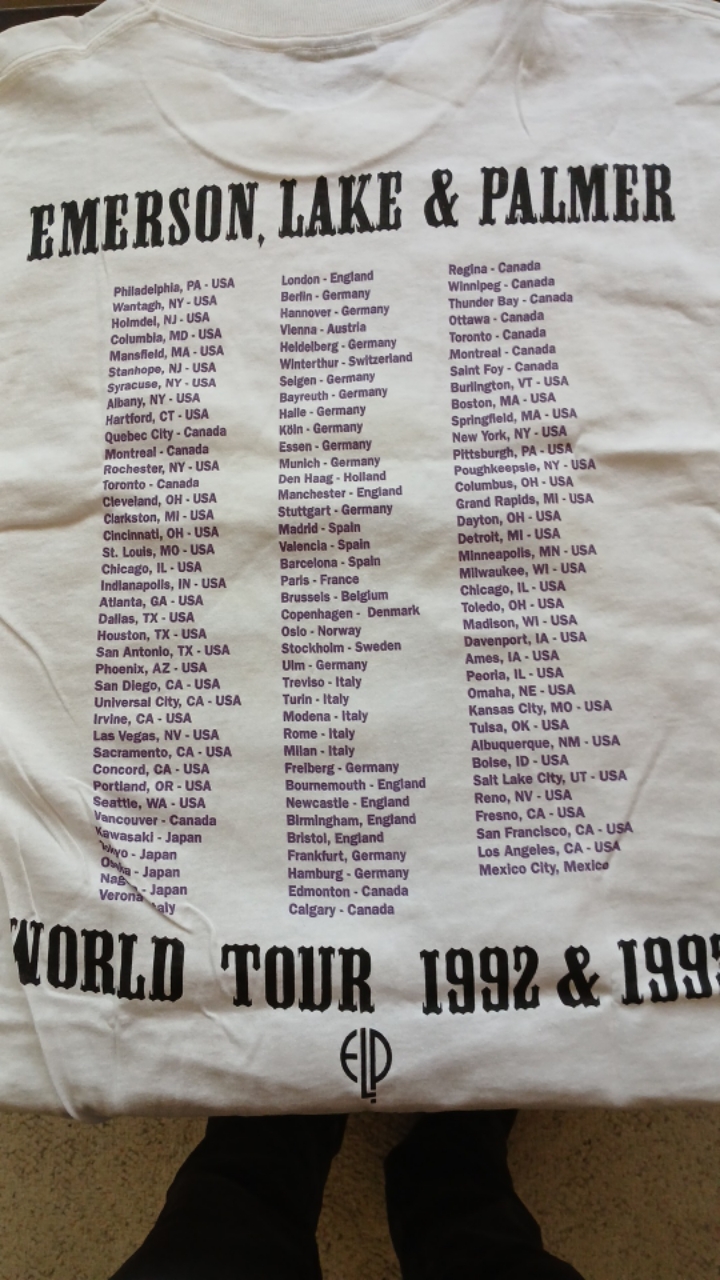 EMERSON, LAKE & PALMER
Philadelphia, PA - USA
Wantagh, NY - USA
Holmdel, NJ - USA
Columbia, MD - USA
Mansfield, MA - USA
Stanhope, NJ - USA
Syracuse, NY - USA
Albany, NY - USA
Hartford, CT - USA
Quebec City - Canada
Montreal - Canada
Rochester, NY - USA
Toronto - Canada
Cleveland, OH - USA
Clarkston, MI - USA
Cincinnati, OH - USA
St. Louis, MO - USA
Chicago, IL - USA
Indianapolis, IN - USA
Atlanta, GA - USA
Dallas, TX - USA
Houston, TX - USA
San Antonio, TX - USA
Phoenix, AZ - USA
San Diego, CA - USA
Universal City, CA - USA
Irvine, CA - USA
Las Vegas, NV - USA
Sacramento, CA - USA
Concord, CA - USA
Portland, OR - USA
Seattle, WA - USA
Vancouver - Canada
Kawasaki - Japan
Tokyo - Japan
Osaka - Japan
- Japan
Verona
London - England
Berlin - Germany
Hannover - Germany
Vienna - Austria
Heidelberg - Germany
Winterthur - Switzerland
Seigen - Germany
Bayreuth - Germany
Halle - Germany
Köln - Germany
Essen - Germany
Munich - Germany
Den Haag - Holland
Manchester - England
Stuttgart - Germany
Madrid - Spain
Valencia - Spain
Barcelona - Spain
Paris - France
Brussels - Belgium
Copenhagen - Denmark
Oslo - Norway
Stockholm - Sweden
Ulm - Germany
Treviso - Italy
Turin - Italy
Modena - Italy
Rome - Italy
Milan - Italy
Freiberg - Germany
Bournemouth - England
Newcastle - England
Birmingham, England
Bristol, England
Frankfurt, Germany
Hamburg - Germany
Edmonton - Canada
Calgary - Canada
Regina - Canada
Winnipeg - Canada
Thunder Bay - Canada
Ottawa - Canada
Toronto - Canada
Montreal - Canada
Saint Foy - Canada
Burlington, VT - USA
Boston, MA - USA
Springfield, MA - USA
New York, NY - USA
Pittsburgh, PA - USA
Poughkeepsie, NY - USA
Columbus, OH - USA
Grand Rapids, MI - USA
Dayton, OH - USA
Detroit, MI - USA
Minneapolis, MN - USA
Milwaukee, WI - USA
Chicago, IL - USA
Toledo, OH - USA
Madison, WI - USA
Davenport, IA - USA
Ames, IA - USA
Peoria, IL - USA
Omaha, NE - USA
Kansas City, MO - USA
Tulsa, OK - USA
Albuquerque, NM - USA
Boise, ID - USA
Salt Lake City, UT - USA
Reno, NV - USA
Fresno, CA - USA
San Francisco, CA - USA
Los Angeles, CA - USA
Mexico City, Mexico
WORLD TOUR 1992 & 1993
ELP